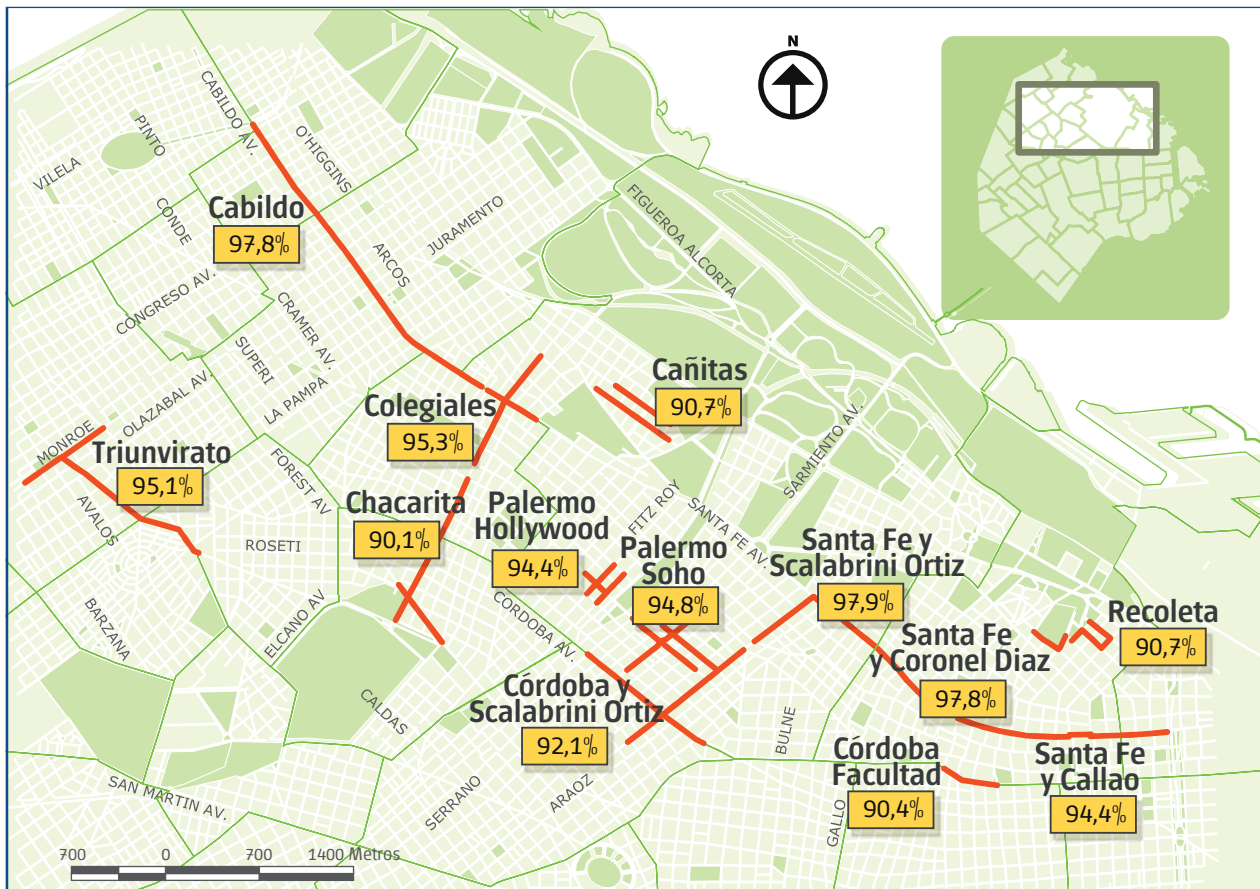 N
CABILDO AV.
PINTO
O'HIGGINS
VILELA
Cabildo
97,8%
CONDE
JURAMENTO
ARCOS
FIGUEROA ALCORTA
CONGRESO AV.
CRAMER AV.
SUPERI
LA PAMPA
OLAZABAL AV.
MONROE
Cañitas
90,7%
Colegiales
95,3%
SARMIENTO AV.
Triunvirato
95,1%
FOREST AV
AVALOS
ROSETI
Chacarita
90,1%
Palermo
Hollywood
94,4%
FITZ ROY
SANTA FE AV.
Palermo
Soho
94,8%
Santa Fe y
Scalabrini Ortiz
97,9%
Recoleta
90,7%
BARZANA
ELCANO AV
CORDOBA AV.
Santa Fe
y Coronel Diaz
97,8%
CALDAS
Córdoba y
Scalabrini Ortiz
92,1%
BULNE
Córdoba
Facultad
90,4%
Santa Fe
y Callao
94,4%
SAN MARTIN AV.
SERRANO
ARAOZ
GALLO
700 0 700 1400 Metros